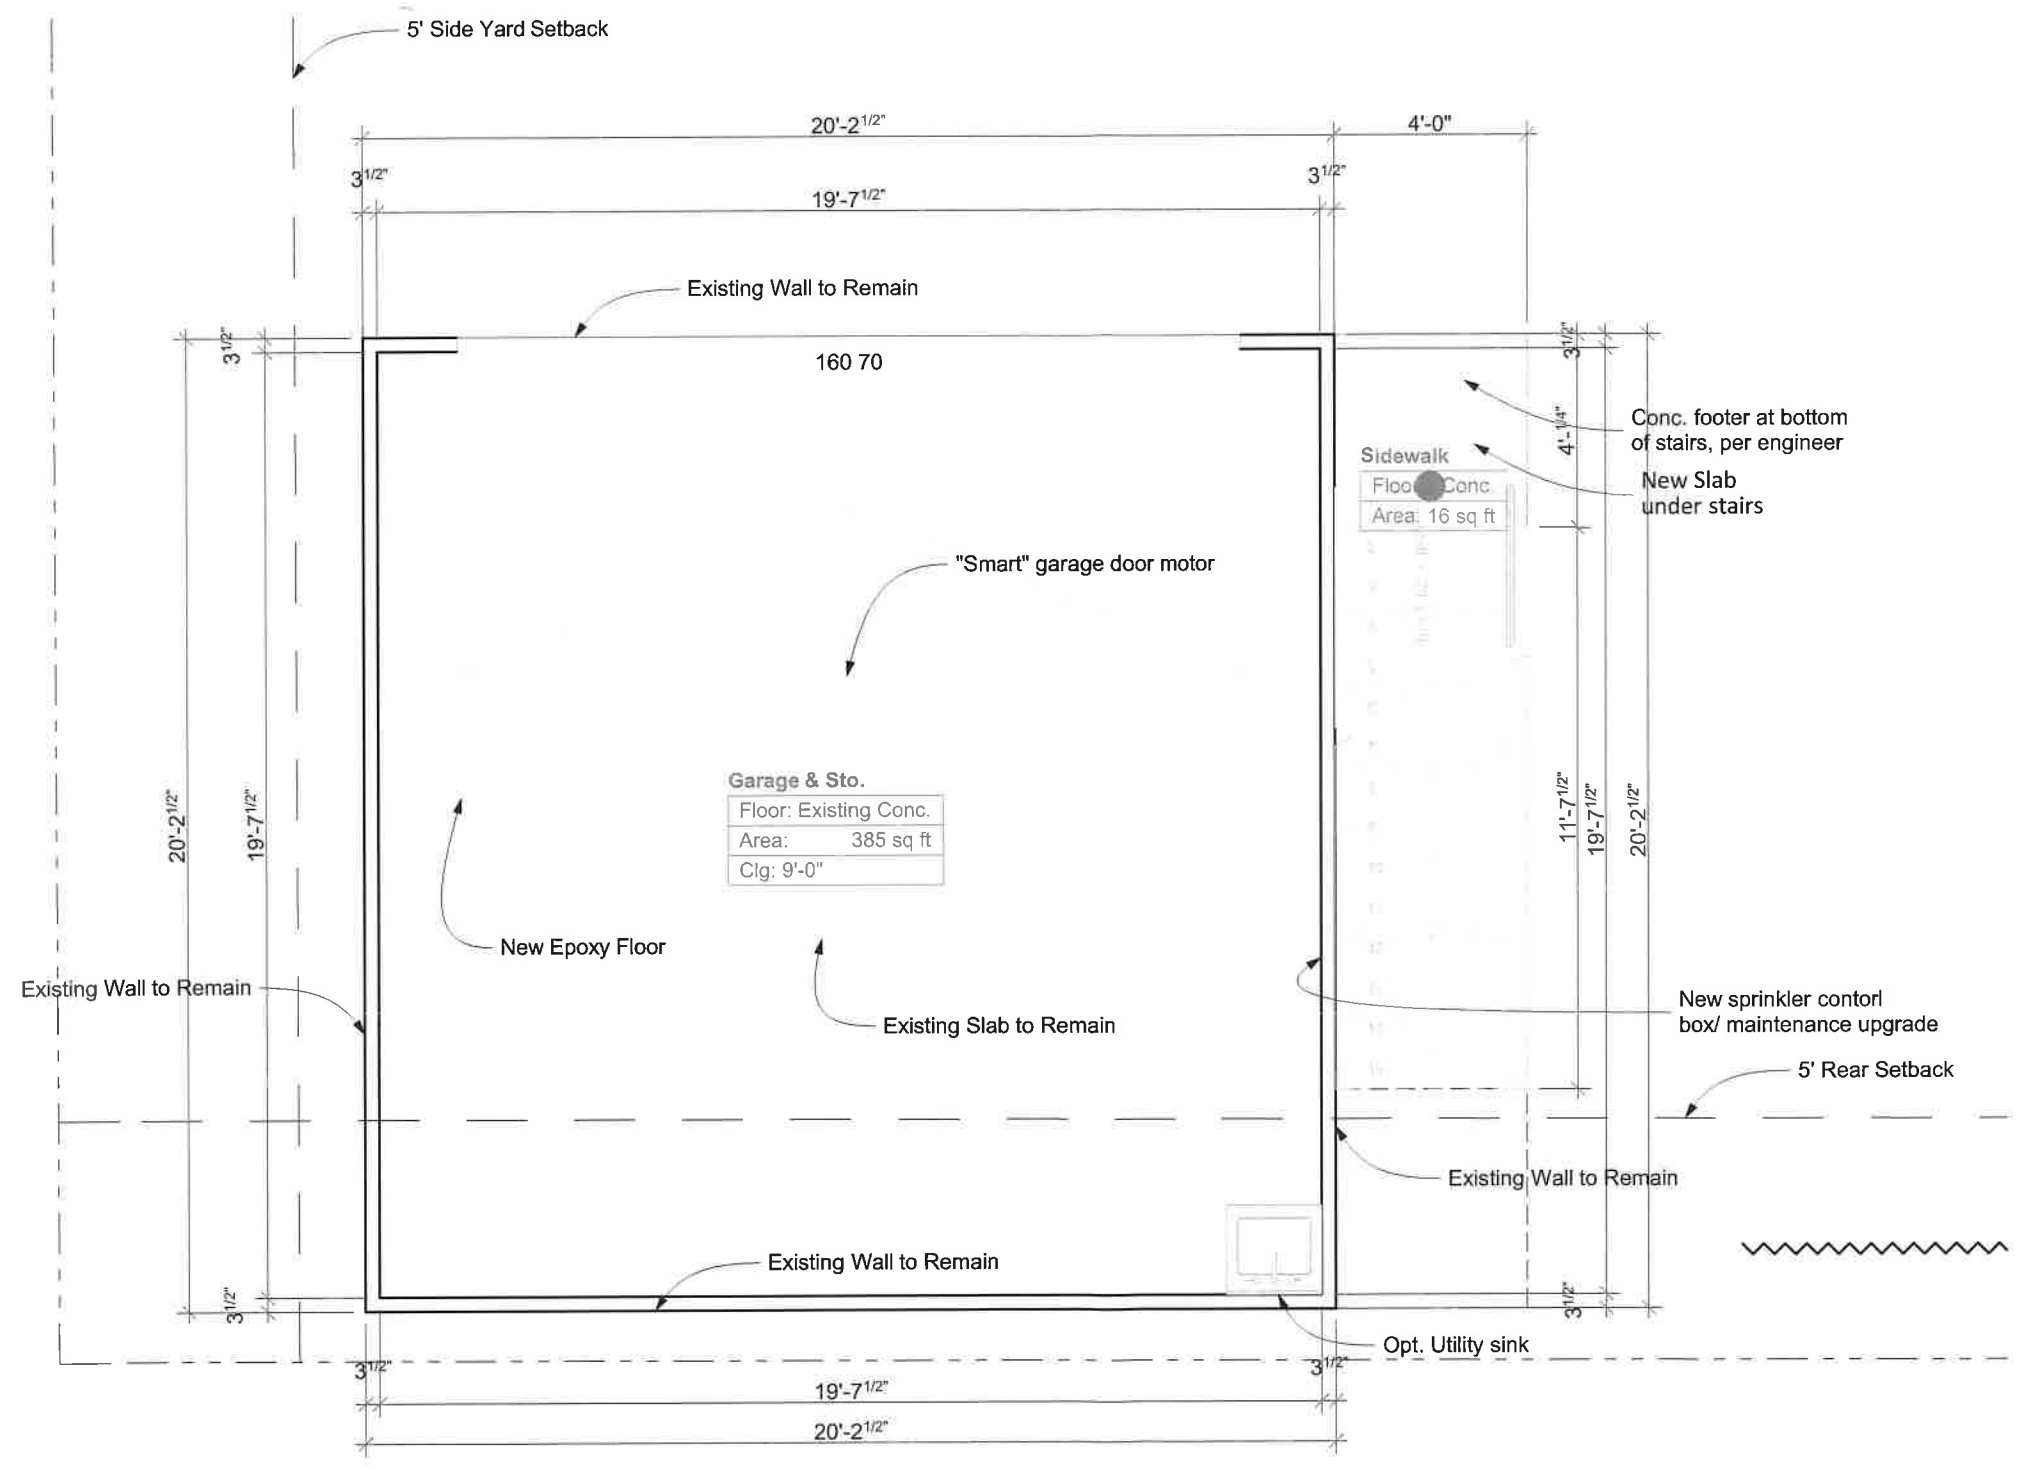 5' Side Yard Setback
20'-2 1/2"
4'-0"
3 1/2"
3 1/2"
19'-7 1/2"
Existing Wall to Remain
160 70
3 1/2"
3 1/2"
Conc. footer at bottom
of stairs, per engineer
4'-1/4"
Sidewalk
Conc.
Area: 16 sq ft
New Slab
under stairs
"Smart" garage door motor
Garage & Sto.
Floor: Existing Conc.
Area: 385 sq ft
Clg: 9'-0"
20'-2 1/2"
19'-7 1/2"
11'-7 1/2"
19'-7 1/2"
20'-2 1/2"
New Epoxy Floor
Existing Wall to Remain
Existing Slab to Remain
New sprinkler contorl
box/ maintenance upgrade
5' Rear Setback
Existing Wall to Remain
Existing Wall to Remain
3 1/2"
3 1/2"
Opt. Utility sink
3 1/2"
3 1/2"
19'-7 1/2"
20'-2 1/2"